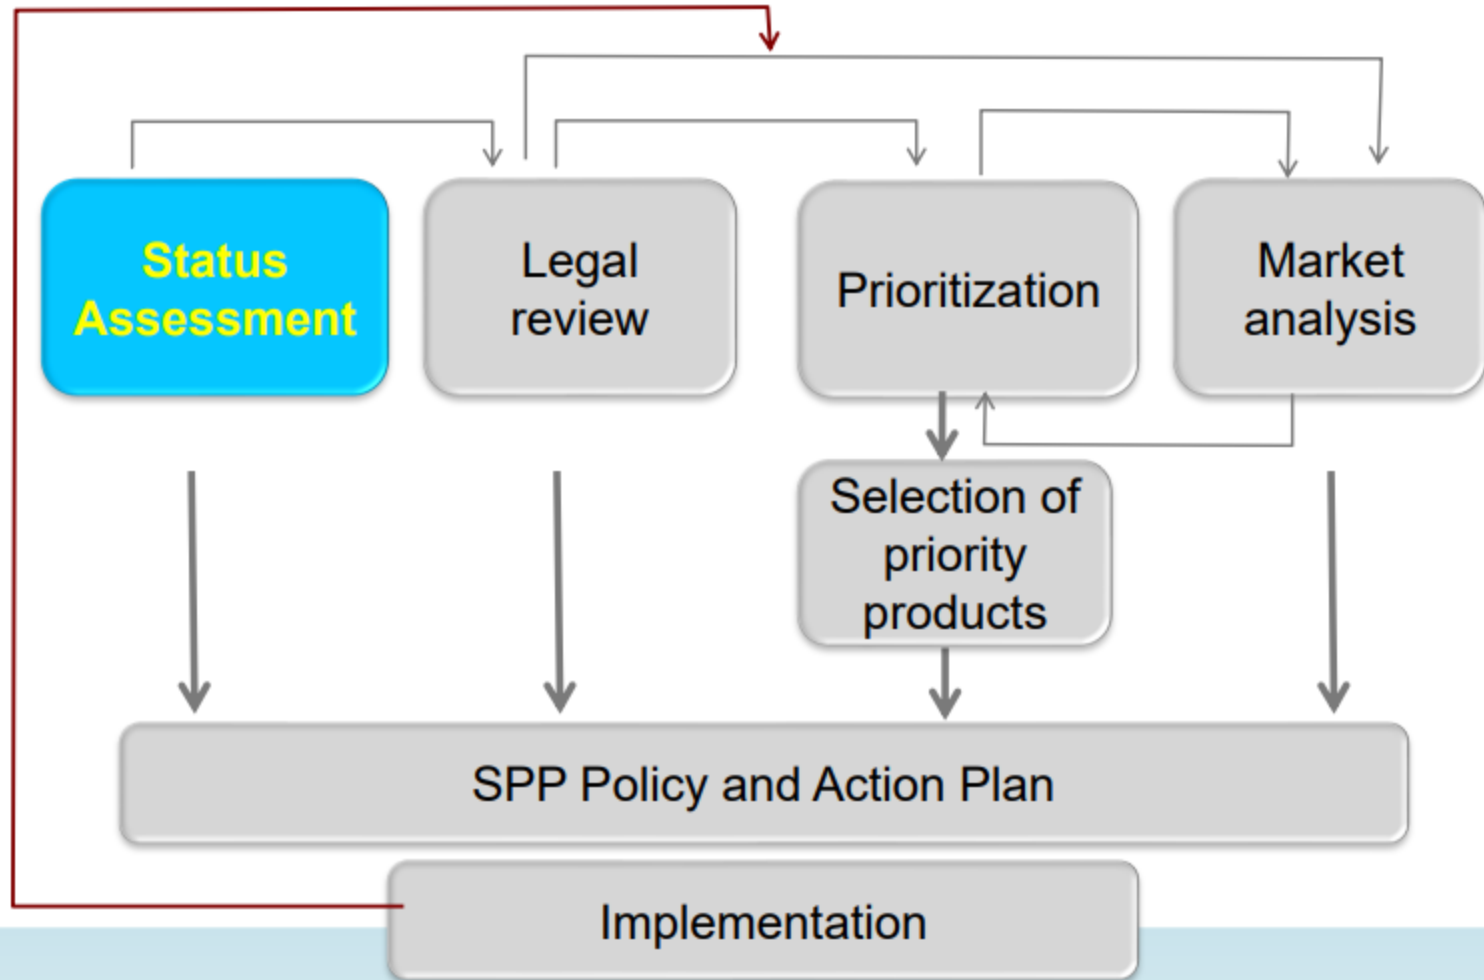 Status
Assessment
Legal
review
Prioritization
Market
analysis
Selection of
priority
products
SPP Policy and Action Plan
Implementation